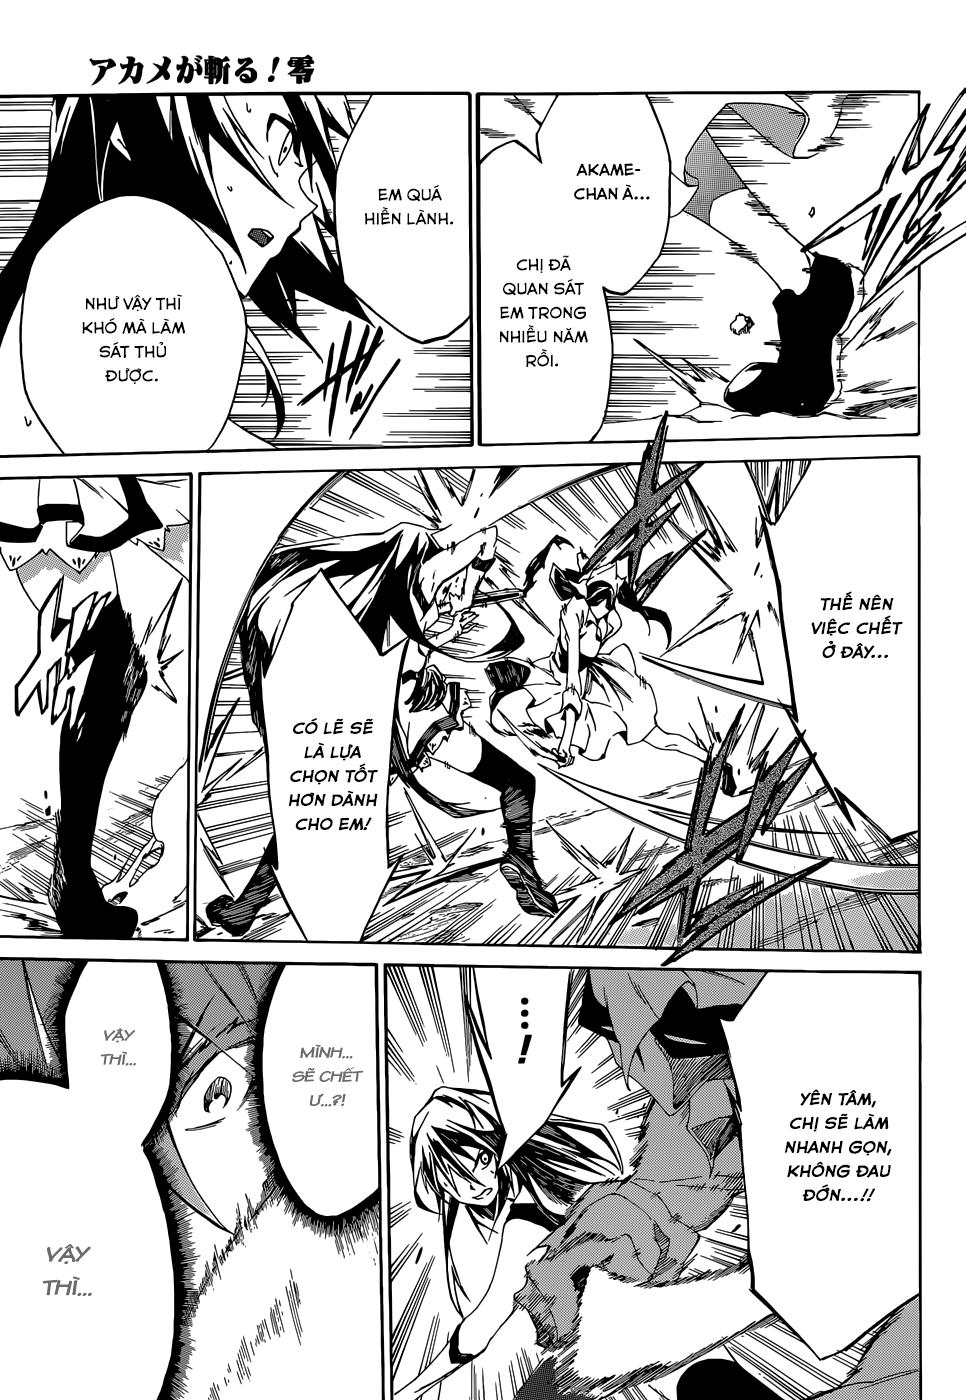 アカメが斬る!零
AKAME-
CHAN À...
CHỊ ĐÃ
QUAN SÁT
EM TRONG
NHIỀU NĂM
RỒI.
EM QUÁ
HIỀN LÀNH.
NHƯ VẬY THÌ
KHÓ MÀ LÀM
SÁT THỦ
ĐƯỢC.
THẾ NÊN
VIỆC CHẾT
Ở ĐÂY...
CÓ LẼ SẼ
LÀ LỰA
CHỌN TỐT
HƠN DÀNH
CHO EM!
YÊN TÂM,
CHỊ SẼ LÀM
NHANH GỌN,
KHÔNG ĐAU
ĐỚN...!!
...!
MÌNH...
SẼ CHẾT
Ư...?!
VẬY
THÌ...
VẬY
THÌ...